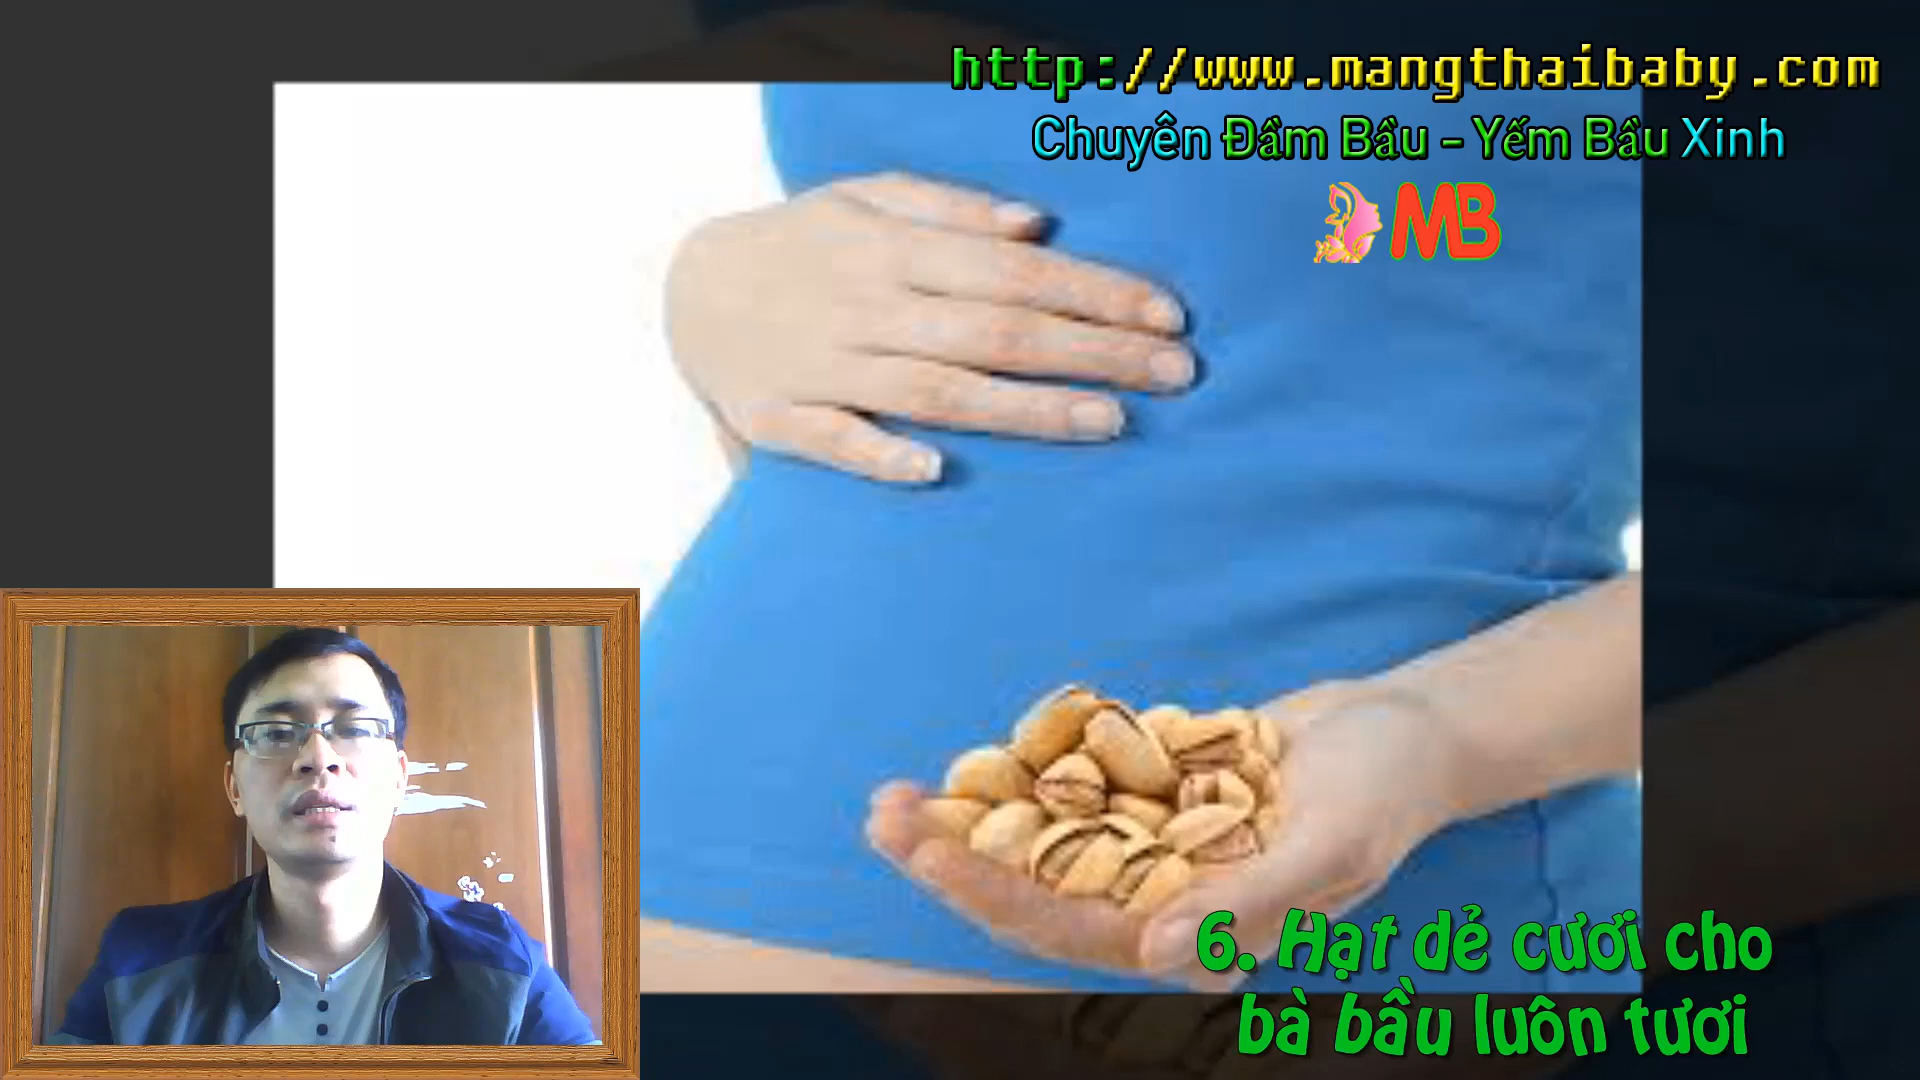 http://www.mangthaibaby.com
Chuyên Đầm Bầu - Yếm Bầu Xinh
MB
6. Hạt dẻ cười cho
bà bầu luôn tươi